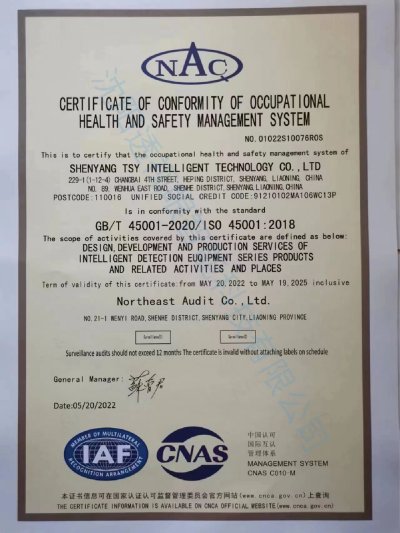 NAC
CERTIFICATE OF CONFORMITY OF OCCUPATIONAL
HEALTH AND SAFETY MANAGEMENT SYSTEM
NO. 01022S10076R0S
This is to certify that the occupational health and safety management system of
SHENYANG TSY INTELLIGENT TECHNOLOGY CO., LTD
229-1 (1-12-4) CHANGBAI 4TH STREET, HEPING DISTRICT, SHENYANG, LIAONING, CHINA
NO. 89, WENHUA EAST ROAD, SHENHE DISTRICT, SHENYANG, LIAONING, CHINA
POSTCODE:110016 UNIFIED SOCIAL CREDIT CODE:91210102MA106WC13P
Is in conformity with the standard
GB/T 45001-2020/ISO 45001:2018
The scope of activities covered by this certificate are defined as below:
DESIGN, DEVELOPMENT AND PRODUCTION SERVICES OF
INTELLIGENT DETECTION EUQIPMENT SERIES PRODUCTS
AND RELATED ACTIVITIES AND PLACES
Term of validity of this certificate:from MAY 20, 2022 to MAY 19, 2025 inclusive
Northeast Audit Co., Ltd.
NO. 21-1 WENYI ROAD, SHENHE DISTRICT, SHENYANG CITY, LIAONING PROVINCE
Surveillance audits should not exceed 12 months The certificate is invalid without attaching labels on schedule
General Manager:
Date:05/20/2022
MEMBER OF MULTILATERAL
IAF
RECOGNITION ARRANGEMENT
CNAS
中国认可
国际互认
管理体系
MANAGEMENT SYSTEM
CNAS C010-M
本证书信息可在国家认证认可监督管理委员会官方网站(www.cnca.gov.cn)上查询
THE CERTIFICATE INFORMATION IS AVAILABLE ON CNCA OFFICIAL WEBSITE(www.cnca.gov.cn)